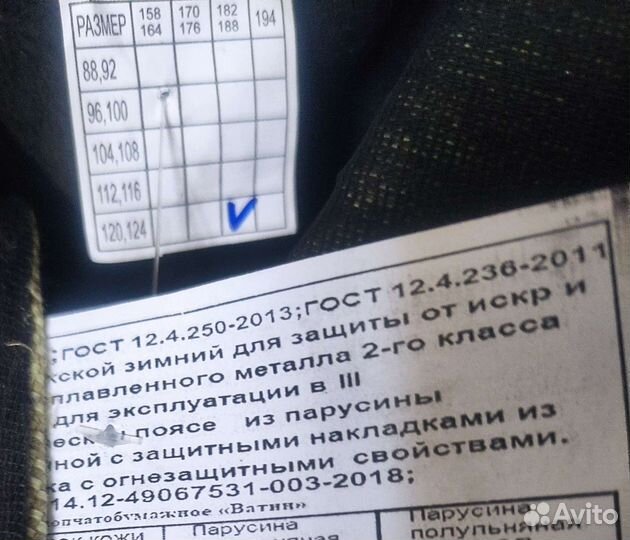 РАЗМЕР 158 170 182 194
164 176 188
88,92
96,100
104,108
112,116
120,124
;ГОСТ 12.4.250-2013;ГОСТ 12.4.236-2011
ской зимний для защиты от искр и
плавленного металла 2-го класса
для эксплуатации в III
поясе из парусины
ной с защитными накладками из
ка с огнезащитными свойствами.
14.12-49067531-003-2018;
опчатобумажное «Ватин»
кожи Парусина Парусина
полульняная
Avito